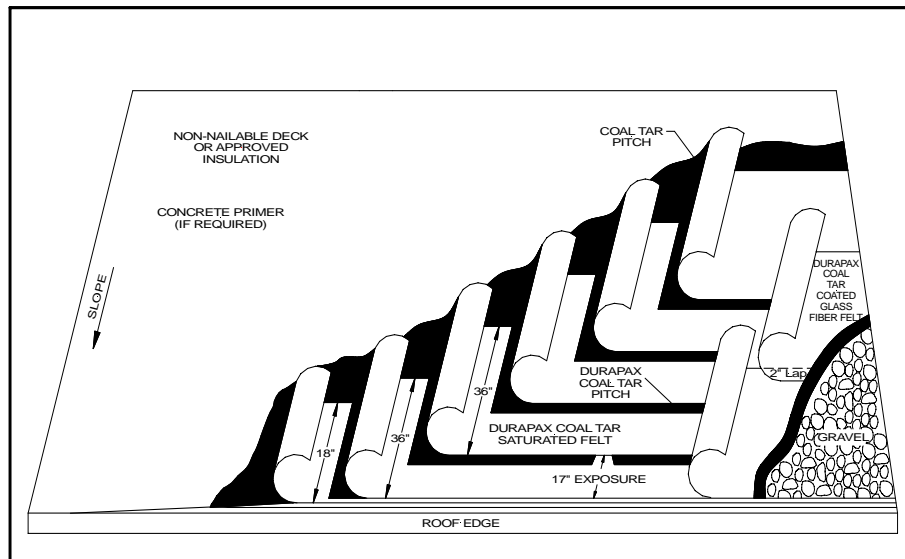 NON-NAILABLE DECK
OR APPROVED
INSULATION
COAL TAR
PITCH
CONCRETE PRIMER
(IF REQUIRED)
SLOPE
DURAPAX
COAL
TAR
COATED
GLASS
FIBER FELT
2" Lap
DURAPAX
COAL TAR
PITCH
36"
36"
18"
DURAPAX COAL TAR
SATURATED FELT
GRAVEL
17" EXPOSURE
ROOF EDGE